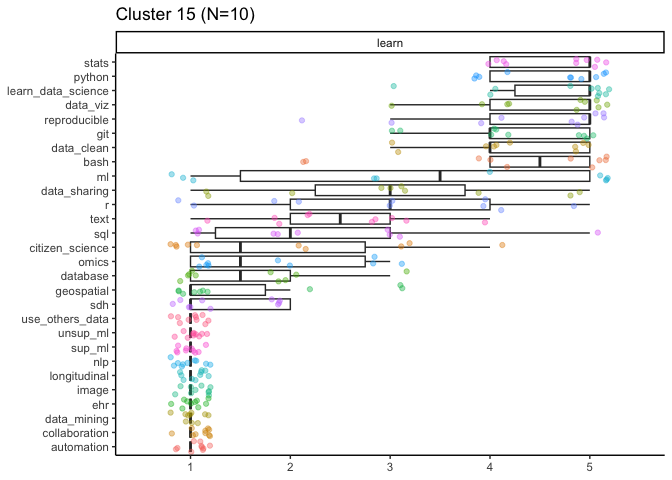 Cluster 15 (N=10)
learn
stats
python
learn_data_science
data_viz
reproducible
git
data_clean
bash
ml
data_sharing
r
text
sql
citizen_science
omics
database
geospatial
sdh
use_others_data
unsup_ml
sup_ml
nlp
longitudinal
image
ehr
data_mining
collaboration
automation
1 2 3 4 5